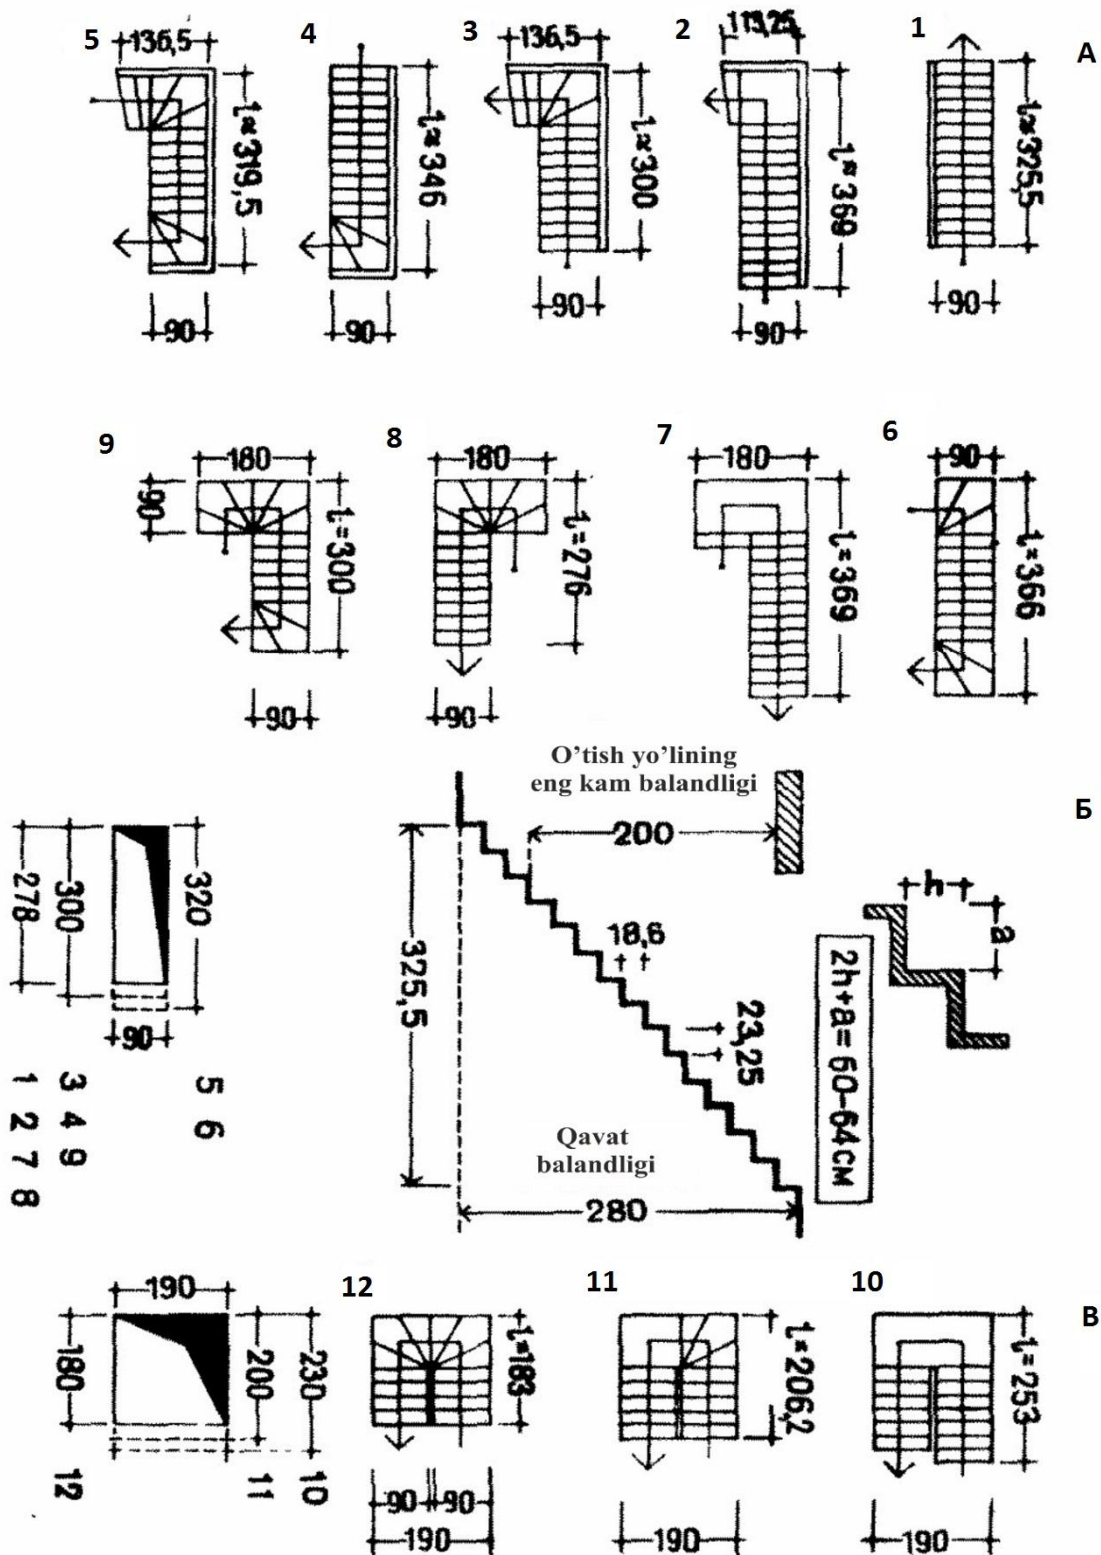 5 4 3 2 1 А
136,5 136,5 113,25
l≈319,5 l≈346 l≈300 l≈369 l≈325,5
90 90 90 90 90
9 8 7 6
180 180 180 90
90 l=300 l=276 l=369 l=366
90 90
O’tish yo’lining
eng kam balandligi
Б
200
278 300 320
90
325,5
18,6
23,25
h
a
2h+a=60-64см
Qavat
balandligi
280
1 2 7 8
3 4 9
5 6
190 12 11 10 В
180 200 230
l=183 l=206,2 l=253
12 11 10
90 90
190 190 190